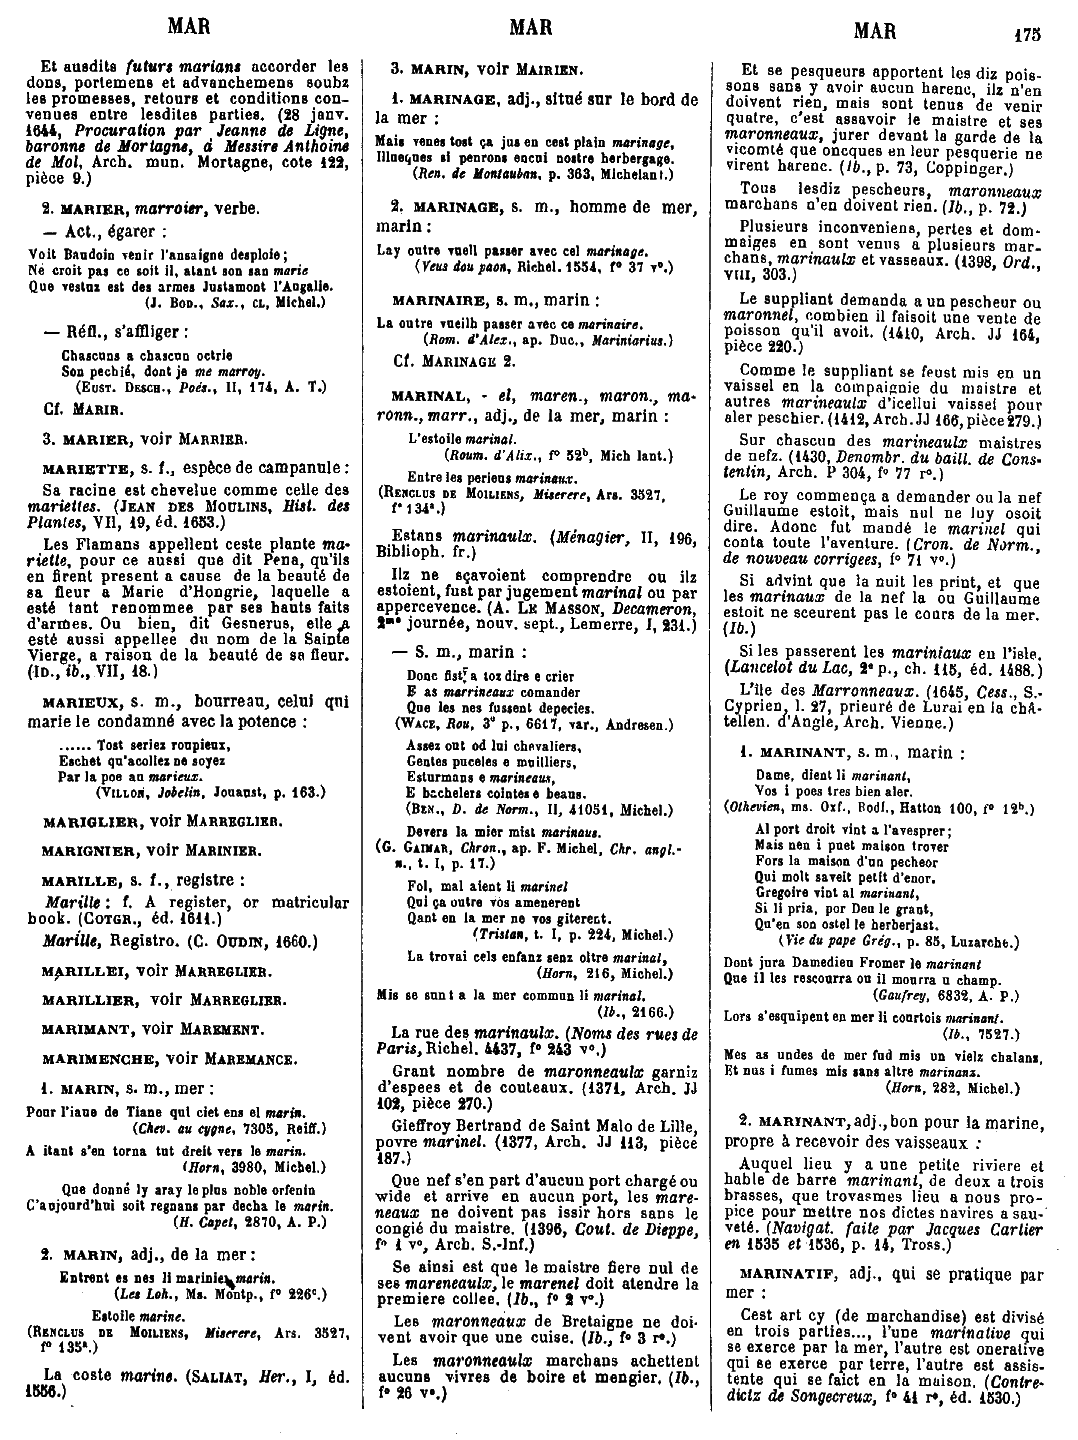 MAR
MAR
MAR 175
Et ausdits futurs marians accorder les
dons, portemens et advanchemens soubz
les promesses, retours et conditions con-
venues entre lesdites parties. (28 janv.
1644, Procuration par Jeanne de Ligne,
baronne de Mortagne, à Messire Anthoine
de Mol, Arch. mun. Mortagne, cote 122,
pièce 9.)
2. MARIER, marroier, verbe.
— Act., égarer :
Voit Baudoin venir l'ansaigne desploie ;
Ne croit pas ce soit il, atant son san marie
Que vestuz est des armes Justamont l'Angalie.
(J. BOD., Sax., CL, Michel.)
— Réfl., s'affliger :
Chascuns a chascun octrie
Son pechié, dont je me marroy.
(EUST. DESCH., Poés., II, 174, A. T.)
Cf. MARIR.
3. MARIER, voir MARRIER.
MARIETTE, s. f., espèce de campanule :
Sa racine est chevelue comme celle des
mariettes. (JEAN DES MOULINS, Hist. des
Plantes, VII, 19, éd. 1653.)
Les Flamans appellent ceste plante ma-
riette, pour ce aussi que dit Pena, qu'ils
en firent present a cause de la beauté de
sa fleur a Marie d'Hongrie, laquelle a
esté tant renommee par ses hauts faits
d'armes. Ou bien, dit Gesnerus, elle a
esté aussi appellee du nom de la Sainte
Vierge, a raison de la beauté de sa fleur.
(ID., ib., VII, 18.)
MARIEUX, s. m., bourreau, celui qui
marie le condamné avec la potence :
...... Tost seriez roupieux,
Eschet qu'acollez ne soyez
Par la poe au marieux.
(VILLON, Jobelin, Jouaust, p. 163.)
MARIGLIER, voir MARREGLIER.
MARIGNIER, voir MARINIER.
MARILLE, s. f., registre :
Marille : f. A register, or matricular
book. (COTGR., éd. 1611.)
Marille, Registro. (C. OUDIN, 1660.)
MARILLEI, voir MARREGLIER.
MARILLIER, voir MARREGLIER.
MARIMANT, voir MAREMENT.
MARIMENCHE, voir MAREMANCE.
1. MARIN, s. m., mer :
Pour l'iaue de Tiane qui ciet ens el marin.
(Chev. au cygne, 7305, Reiff.)
A itant s'en torna tut dreit vers le marin.
(Horn, 3980, Michel.)
Que donné ly aray le plus noble orfenin
C'aujourd'hui soit regnans par decha le marin.
(H. Capet, 2870, A. P.)
2. MARIN, adj., de la mer :
Entrent es nes li marinier marin.
(Les Loh., Ms. Montp., f° 226c.)
Estoile marine.
(RENCLUS DE MOILIENS, Miserere, Ars. 3527,
f° 135a.)
La coste marine. (SALIAT, Her., I, éd.
1556.)
3. MARIN, voir MAIRIEN.
1. MARINAGE, adj., situé sur le bord de
la mer :
Mais venes tost ça jus en cest plain marinage,
Illueques si penrons encui nostre herbergage.
(Ren. de Montauban, p. 363, Michelant.)
2. MARINAGE, s. m., homme de mer,
marin :
Lay outre vueil passer avec cel marinage.
(Veus dou paon, Richel. 1554, f° 37 v°.)
MARINAIRE, s. m., marin :
La outre vueilh passer avec ce marinaire.
(Rom. d'Alex., ap. Duc., Mariniarius.)
Cf. MARINAGE 2.
MARINAL, - el, maren., maron., ma-
ronn., marr., adj., de la mer, marin :
L'estoile marinal.
(Roum. d'Alix., f° 52b, Mich lant.)
Entre les perieus marineux.
(RENCLUS DE MOILIENS, Miserere, Ars. 3527,
f° 134a.)
Estans marinaulx. (Ménagier, II, 196,
Biblioph. fr.)
Ilz ne sçavoient comprendre ou ilz
estoient, fust par jugement marinal ou par
appercevence. (A. LE MASSON, Decameron,
2me journée, nouv. sept., Lemerre, I, 231.)
— S. m., marin :
Donc fist a toz dire e crier
E as marrineaux comander
Que les nes fussent depecies.
(WACE, Rou, 3e p., 6617, var., Andresen.)
Assez out od lui chevaliers,
Gentes puceles e muilliers,
Esturmans e marineaus,
E bachelers cointes e beaus.
(BEN., D. de Norm., II, 41051, Michel.)
Devers la mier mist marinaus.
(G. GAIMAR, Chron., ap. F. Michel, Chr. angl.-
n., t. I, p. 17.)
Fol, mal aient li marinel
Qui ça outre vos amenerent
Qant en la mer ne vos giterent.
(Tristan, t. I, p. 224, Michel.)
La trovai cels enfanz senz oltre marinal,
(Horn, 216, Michel.)
Mis se sunt a la mer commun li marinal.
(Ib., 2166.)
La rue des marinaulx. (Noms des rues de
Paris, Richel. 4437, f° 243 v°.)
Grant nombre de maronneaulx garniz
d'espees et de couteaux. (1371, Arch. JJ
102, pièce 270.)
Gieffroy Bertrand de Saint Malo de Lille,
povre marinel. (1377, Arch. JJ 113, pièce
187.)
Que nef s'en part d'aucun port chargé ou
wide et arrive en aucun port, les mare-
neaux ne doivent pas issir hors sans le
congié du maistre. (1396, Cout. de Dieppe,
f° 1 v°, Arch. S.-Inf.)
Se ainsi est que le maistre fiere nul de
ses mareneaulx, le marenel doit atendre la
premiere collee. (Ib., f° 2 v°.)
Les maronneaux de Bretaigne ne doi-
vent avoir que une cuise. (Ib., f° 3 r°.)
Les maronneaulx marchans achettent
aucuns vivres de boire et mengier. (Ib.,
f° 26 v°.)
Et se pesqueurs apportent les diz pois-
sons sans y avoir aucun harenc, ilz n'en
doivent rien, mais sont tenus de venir
quatre, c'est assavoir le maistre et ses
maronneaux, jurer devant la garde de la
vicomté que oncques en leur pesquerie ne
virent harenc. (Ib., p. 73, Coppinger.)
Tous lesdiz pescheurs, maronneaux
marchans n'en doivent rien. (Ib., p. 72.)
Plusieurs inconveniens, pertes et dom-
maiges en sont venus a plusieurs mar-
chans, marinaulx et vasseaux. (1398, Ord.,
VIII, 303.)
Le suppliant demanda a un pescheur ou
maronnel, combien il faisoit une vente de
poisson qu'il avoit. (1410, Arch. JJ 164,
pièce 220.)
Comme le suppliant se feust mis en un
vaissel en la compaignie du maistre et
autres marineaulx d'icellui vaissel pour
aler peschier. (1412, Arch. JJ 166, pièce 279.)
Sur chascun des marineaulx maistres
de nefz. (1430, Denombr. du baill. de Cons-
tentin, Arch. P 304, f° 77 r°.)
Le roy commença a demander ou la nef
Guillaume estoit, mais nul ne luy osoit
dire. Adonc fut mandé le marinel qui
conta toute l'aventure. (Cron. de Norm.,
de nouveau corrigees, f° 71 v°.)
Si advint que la nuit les print, et que
les marinaux de la nef la ou Guillaume
estoit ne sceurent pas le cours de la mer.
(Ib.)
Si les passerent les mariniaux en l'isle.
(Lancelot du Lac, 2e p., ch. 115, éd. 1488.)
L'île des Marronneaux. (1645, Cess., S.-
Cyprien, l. 27, prieuré de Lurai en la châ-
tellen. d'Angle, Arch. Vienne.)
1. MARINANT, s. m., marin :
Dame, dient li marinant,
Vos i poes tres bien aler.
(Othevien, ms. Oxf., Bodl., Hatton 100, f° 12b.)
Al port droit vint a l'avesprer ;
Mais nen i puet maison trover
Fors la maison d'un pecheor
Qui molt saveit petit d'enor.
Gregoire vint al marinant,
Si li pria, por Deu le grant,
Qu'en son ostel le herberjast.
(Vie du pape Grég., p. 85, Luzarche.)
Dont jura Damedieu Fromer le marinant
Que il les rescourra ou il mourra u champ.
(Gaufrey, 6832, A. P.)
Lors s'esquipent en mer li courtois marinant.
(Ib., 7527.)
Mes as undes de mer fud mis un vielz chalans,
Et nus i fumes mis sans altre marinanz.
(Horn, 282, Michel.)
2. MARINANT, adj., bon pour la marine,
propre à recevoir des vaisseaux :
Auquel lieu y a une petite riviere et
hable de barre marinant, de deux a trois
brasses, que trovasmes lieu a nous pro-
pice pour mettre nos dictes navires a sau-
veté. (Navigat. faite par Jacques Cartier
en 1535 et 1536, p. 14, Tross.)
MARINATIF, adj., qui se pratique par
mer :
Cest art cy (de marchandise) est divisé
en trois parties..., l'une marinative qui
se exerce par la mer, l'autre est onerative
qui se exerce par terre, l'autre est assis-
tente qui se faict en la maison. (Contre-
dictz de Songecreux, f° 41 r°, éd. 1530.)